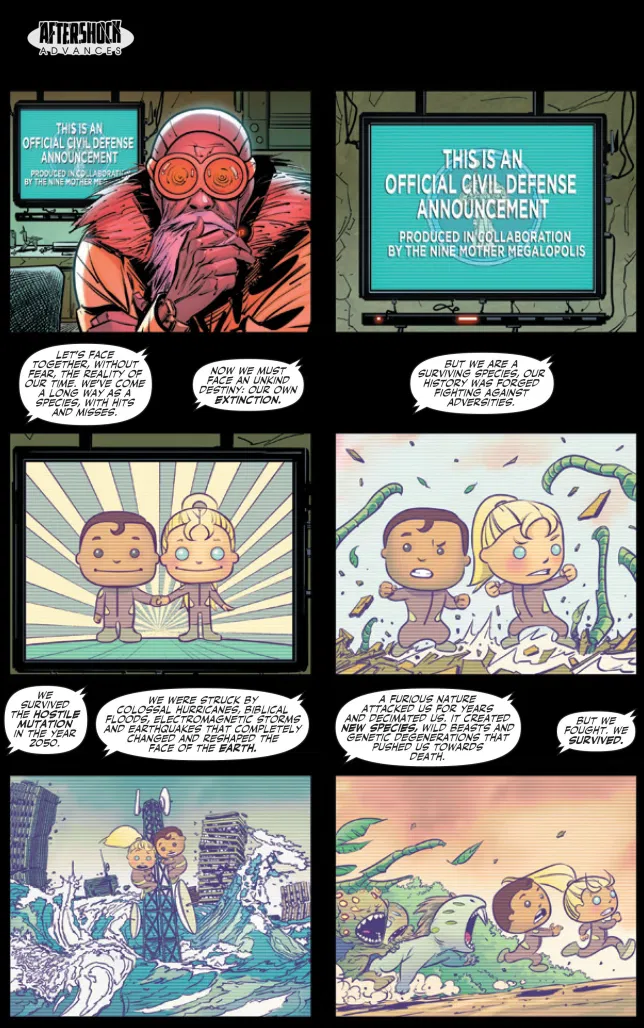 AFTERSHOCK
ADVANCES
THIS IS AN
OFFICIAL CIVIL DEFENSE
ANNOUNCEMENT
PRODUCED IN COLLABORATION
BY THE NINE MOTHER
THIS IS AN
OFFICIAL CIVIL DEFENSE
ANNOUNCEMENT
PRODUCED IN COLLABORATION
BY THE NINE MOTHER MEGALOPOLIS
LET'S FACE
TOGETHER, WITHOUT
FEAR, THE REALITY OF
OUR TIME. WE'VE COME
A LONG WAY AS A
SPECIES, WITH HITS
AND MISSES.
NOW WE MUST
FACE AN UNKIND
DESTINY: OUR OWN
EXTINCTION.
BUT WE ARE A
SURVIVING SPECIES, OUR
HISTORY WAS FORGED
FIGHTING AGAINST
ADVERSITIES.
WE
SURVIVED
THE HOSTILE
MUTATION
IN THE YEAR
2050.
WE WERE STRUCK BY
COLOSSAL HURRICANES, BIBLICAL
FLOODS, ELECTROMAGNETIC STORMS
AND EARTHQUAKES THAT COMPLETELY
CHANGED AND RESHAPED THE
FACE OF THE EARTH.
A FURIOUS NATURE
ATTACKED US FOR YEARS
AND DECIMATED US. IT CREATED
NEW SPECIES, WILD BEASTS AND
GENETIC DEGENERATIONS THAT
PUSHED US TOWARDS
DEATH.
BUT WE
FOUGHT. WE
SURVIVED.